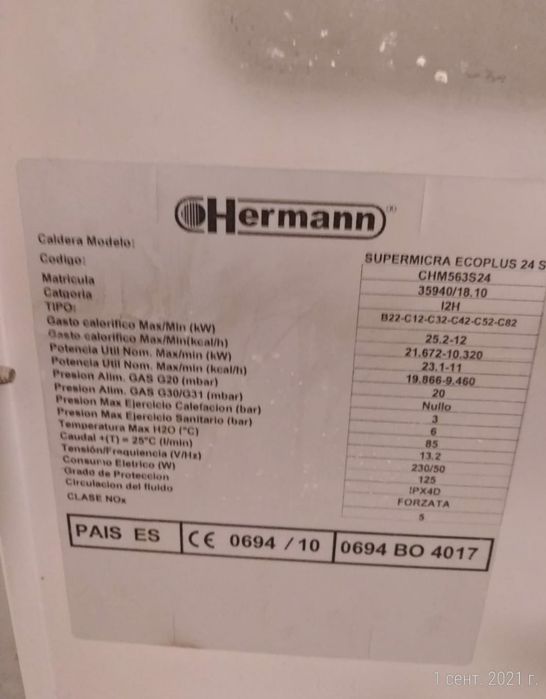 Hermann®
Caldera Modelo: SUPERMICRA ECOPLUS 24 S
Codigo: CHM563S24
Matricula 35940/18.10
Catgoria I2H
TIPO: B22-C12-C32-C42-C52-C82
Gasto calorifico Max/Min (kW) 25.2-12
Gasto calorifico Max/Min(kcal/h) 21.672-10.320
Potencia Util Nom. Max/min (kW) 23.1-11
Potencia Util Nom. Max/min (kcal/h) 19.866-9.460
Presion Alim. GAS G20 (mbar) 20
Presion Alim. GAS G30/G31 (mbar) Nullo
Presion Max Ejercicio Calefacion (bar) 3
Presion Max Ejercicio Sanitario (bar) 6
Temperatura Max H2O (°C) 85
Caudal +(T) = 25°C (l/min) 13.2
Tensión/Frequiencia (V/Hz) 230/50
Consumo Eletrico (W) 125
Grado de Proteccion IPX4D
Circulacion del fluido FORZATA
CLASE NOx 5
PAIS ES CE 0694 / 10 0694 BO 4017
1 сент. 2021 г.